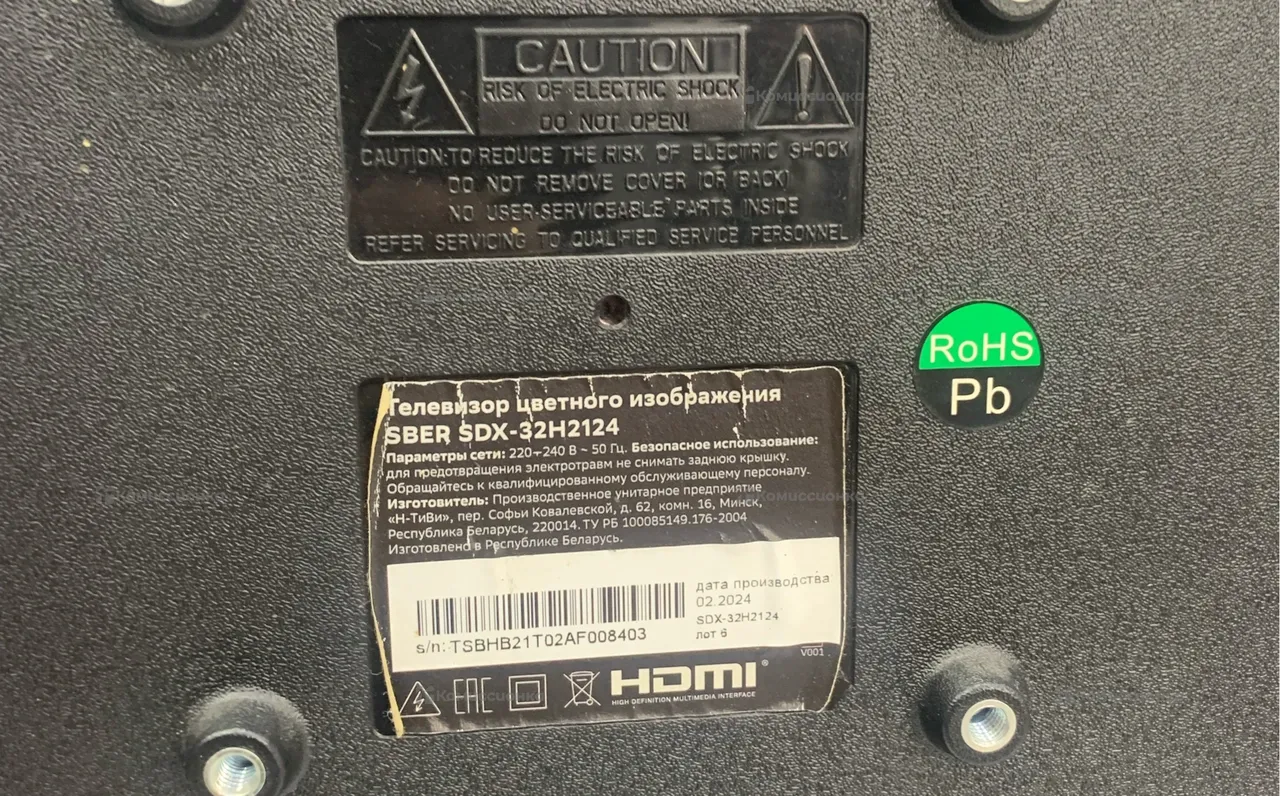 CAUTION
RISK OF ELECTRIC SHOCK
DO NOT OPEN!
CAUTION:TO REDUCE THE RISK OF ELECTRIC SHOCK
DO NOT REMOVE COVER (OR BACK)
NO USER-SERVICEABLE PARTS INSIDE
REFER SERVICING TO QUALIFIED SERVICE PERSONNEL
RoHS
Pb
Телевизор цветного изображения
SBER SDX-32H2124
Параметры сети: 220–240 В ~ 50 Гц. Безопасное использование:
для предотвращения электротравм не снимать заднюю крышку.
Обращайтесь к квалифицированному обслуживающему персоналу.
Изготовитель: Производственное унитарное предприятие
«Н-ТиВи», пер. Софьи Ковалевской, д. 62, комн. 16, Минск,
Республика Беларусь, 220014. ТУ РБ 100085149.176-2004
Изготовлено в Республике Беларусь.
дата производства
02.2024
SDX-32H2124
лот 6
s/n: TSBHB21T02AF008403
V001
EAC
HDMI®
HIGH DEFINITION MULTIMEDIA INTERFACE
Комиссионка
Комиссионка
Комиссионка